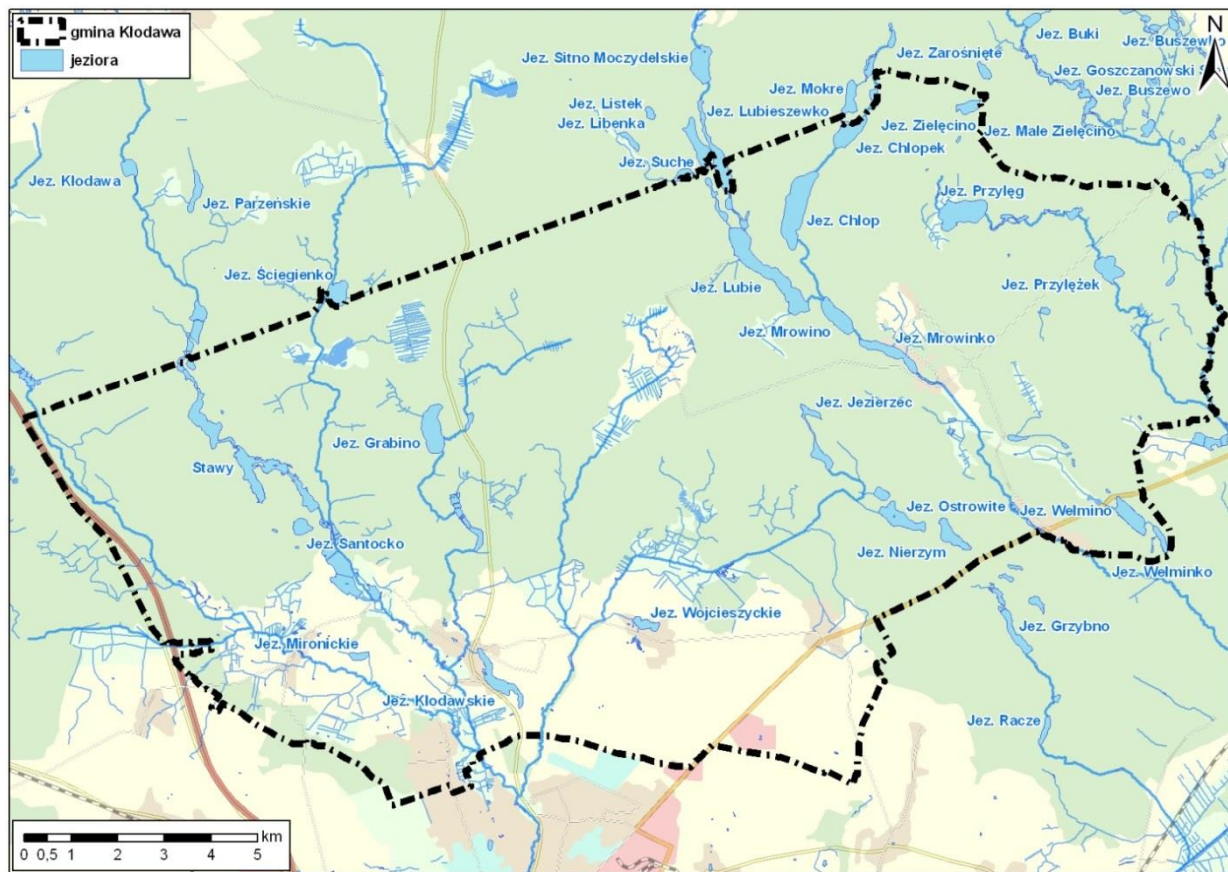 gmina Kłodawa
jeziora
N
Jez. Buki
Jez. Buszewko
Jez. Sitno Moczydelskie
Jez. Zarośnięte
Jez. Goszczanowski
Jez. Mokre
Jez. Buszewo
Jez. Listek
Jez. Lubieszewko
Jez. Libenka
Jez. Zielęcino
Jez. Małe Zielęcino
Jez. Chłopek
Jez. Suche
Jez. Kłodawa
Jez. Przyłęg
Jez. Parzeńskie
Jez. Chłop
Jez. Ściegienko
Jez. Lubie
Jez. Przyłężek
Jez. Mrowino
Jez. Mrowinko
Jez. Jezierzec
Jez. Grabino
Stawy
Jez. Ostrowite
Jez. Wełmino
Jez. Santocko
Jez. Nierzym
Jez. Wełminko
Jez. Wojcieszyckie
Jez. Grzybno
Jez. Mironickie
Jez. Kłodawskie
Jez. Racze
km
0 0,5 1 2 3 4 5